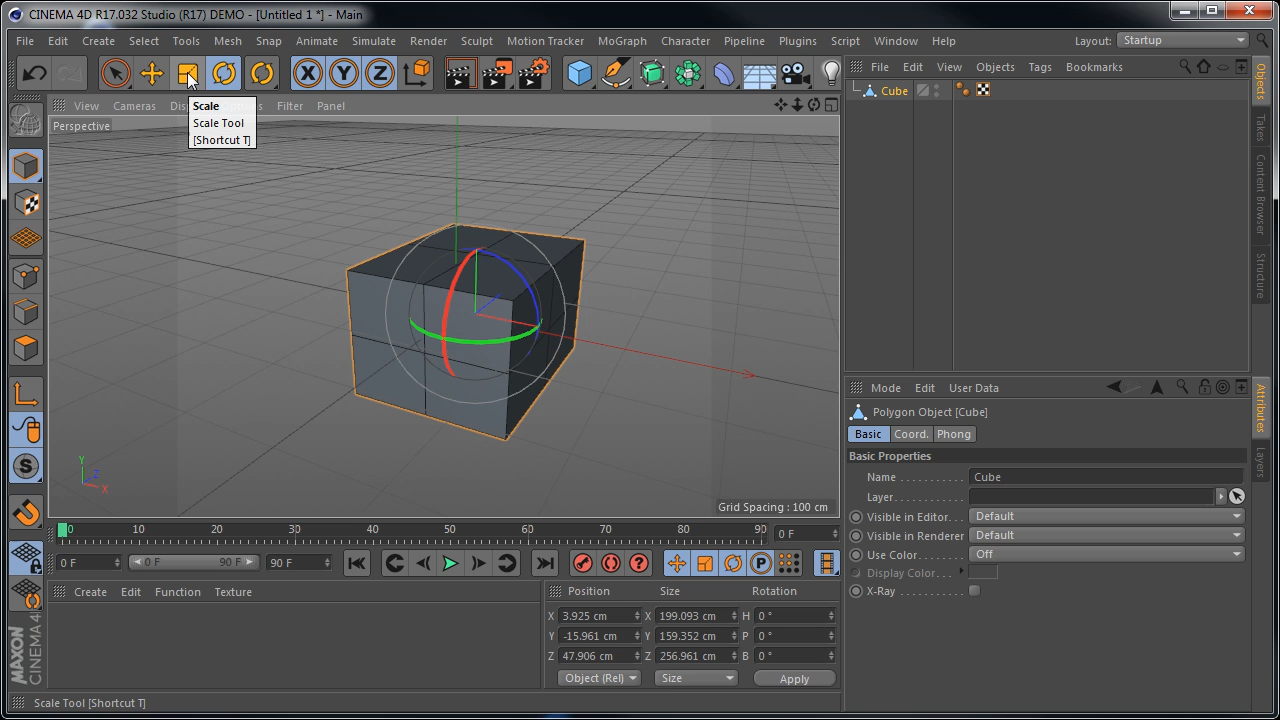 CINEMA 4D R17.032 Studio (R17) DEMO - [Untitled 1 *] - Main
File Edit Create Select Tools Mesh Snap Animate Simulate Render Sculpt Motion Tracker MoGraph Character Pipeline Plugins Script Window Help Layout: Startup
X Y Z
View Cameras Filter Panel
File Edit View Objects Tags Bookmarks
Scale
Scale Tool
[Shortcut T]
Perspective
Cube
Objects
Takes
Content Browser
Structure
Y
Z
X
Grid Spacing : 100 cm
Mode Edit User Data
Polygon Object [Cube]
Basic Coord. Phong
Basic Properties
Name Cube
Layer
Visible in Editor Default
Visible in Renderer Default
Use Color Off
Display Color
X-Ray
Attributes
Layers
S
0 10 20 30 40 50 60 70 80 90 0 F
0 F 0 F 90 F 90 F P
Create Edit Function Texture
Position Size Rotation
X 3.925 cm X 199.093 cm H 0 °
Y -15.961 cm Y 159.352 cm P 0 °
Z 47.906 cm Z 256.961 cm B 0 °
Object (Rel) Size Apply
MAXON
CINEMA 4D
Scale Tool [Shortcut T]